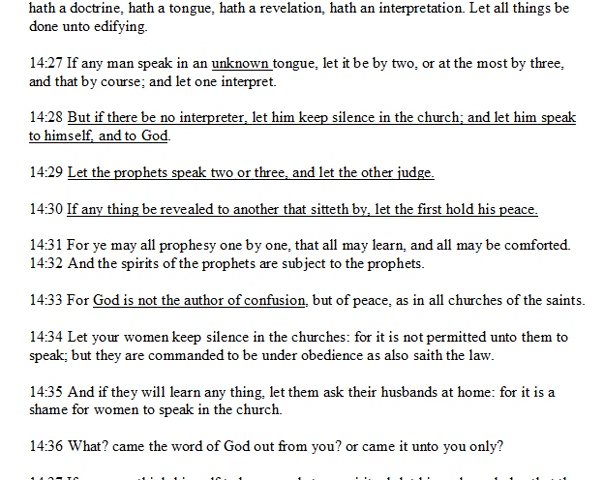 hath a doctrine, hath a tongue, hath a revelation, hath an interpretation. Let all things be
done unto edifying.
14:27 If any man speak in an unknown tongue, let it be by two, or at the most by three,
and that by course; and let one interpret.
14:28 But if there be no interpreter, let him keep silence in the church; and let him speak
to himself, and to God.
14:29 Let the prophets speak two or three, and let the other judge.
14:30 If any thing be revealed to another that sitteth by, let the first hold his peace.
14:31 For ye may all prophesy one by one, that all may learn, and all may be comforted.
14:32 And the spirits of the prophets are subject to the prophets.
14:33 For God is not the author of confusion, but of peace, as in all churches of the saints.
14:34 Let your women keep silence in the churches: for it is not permitted unto them to
speak; but they are commanded to be under obedience as also saith the law.
14:35 And if they will learn any thing, let them ask their husbands at home: for it is a
shame for women to speak in the church.
14:36 What? came the word of God out from you? or came it unto you only?